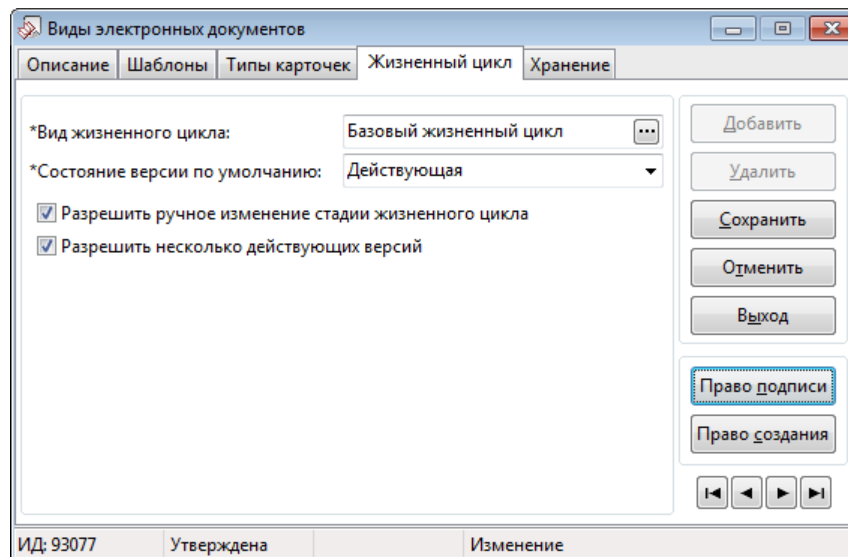 Виды электронных документов
Описание Шаблоны Типы карточек Жизненный цикл Хранение
*Вид жизненного цикла: Базовый жизненный цикл ...
*Состояние версии по умолчанию: Действующая
Разрешить ручное изменение стадии жизненного цикла
Разрешить несколько действующих версий
Добавить
Удалить
Сохранить
Отменить
Выход
Право подписи
Право создания
ИД: 93077 Утверждена Изменение